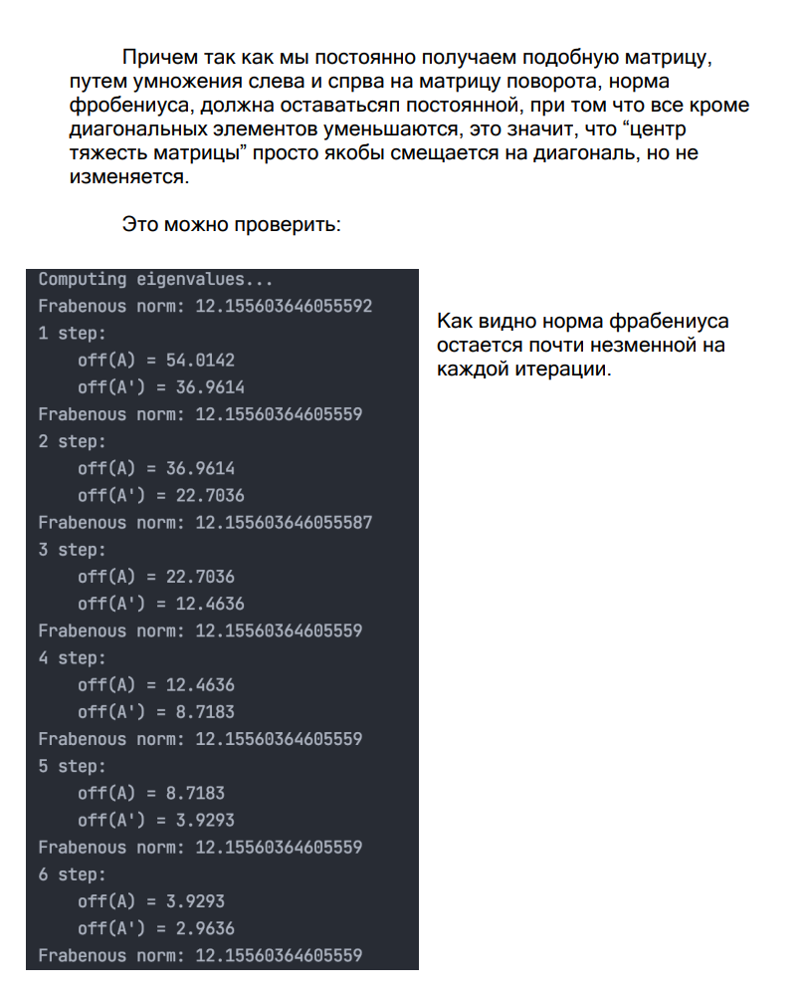 Причем так как мы постоянно получаем подобную матрицу,
путем умножения слева и спрва на матрицу поворота, норма
фробениуса, должна оставатьсяп постоянной, при том что все кроме
диагональных элементов уменьшаются, это значит, что “центр
тяжесть матрицы” просто якобы смещается на диагональ, но не
изменяется.
Это можно проверить:
Computing eigenvalues...
Frabenous norm: 12.155603646055592
1 step:
off(A) = 54.0142
off(A') = 36.9614
Frabenous norm: 12.15560364605559
2 step:
off(A) = 36.9614
off(A') = 22.7036
Frabenous norm: 12.155603646055587
3 step:
off(A) = 22.7036
off(A') = 12.4636
Frabenous norm: 12.15560364605559
4 step:
off(A) = 12.4636
off(A') = 8.7183
Frabenous norm: 12.15560364605559
5 step:
off(A) = 8.7183
off(A') = 3.9293
Frabenous norm: 12.15560364605559
6 step:
off(A) = 3.9293
off(A') = 2.9636
Frabenous norm: 12.15560364605559
Как видно норма фрабениуса
остается почти незменной на
каждой итерации.